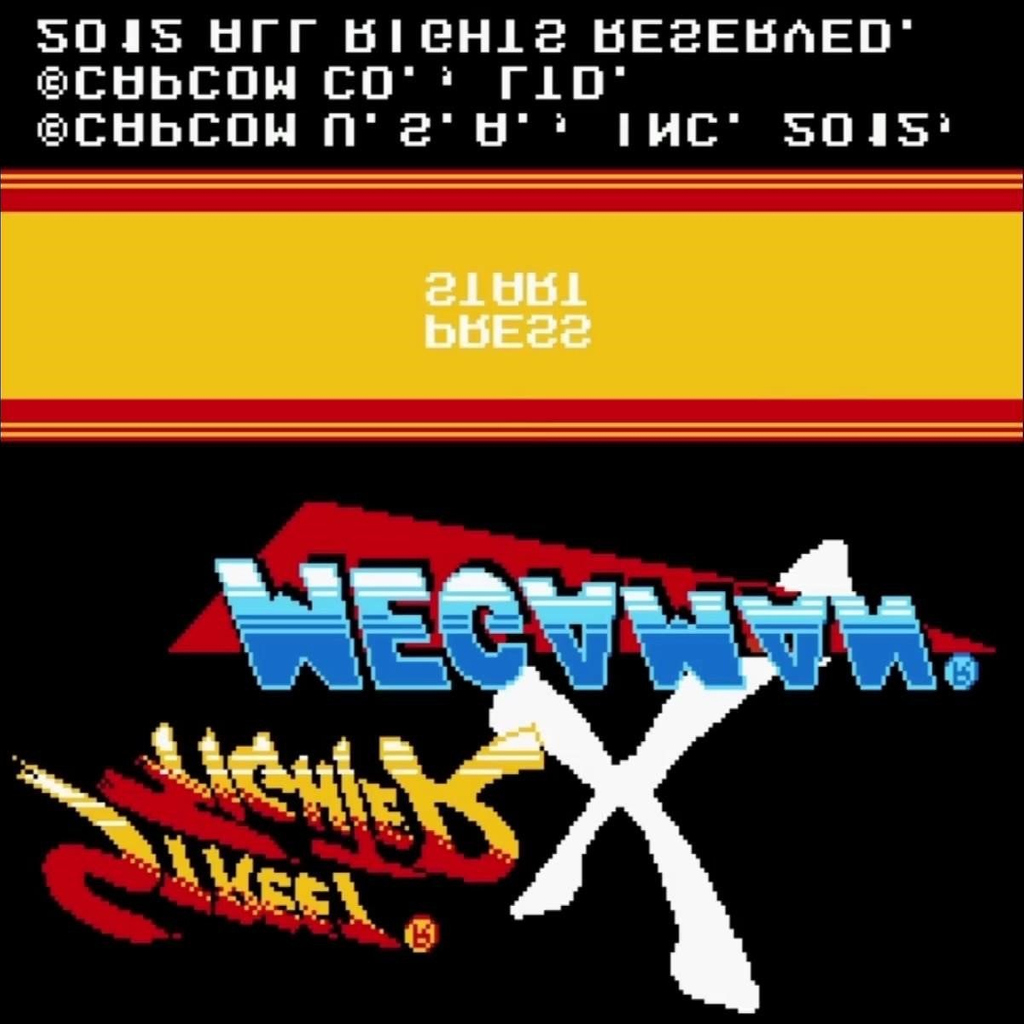 STREET
FIGHTER
X
MEGAMAN®
PRESS
START
©CAPCOM U.S.A., INC. 2012,
©CAPCOM CO., LTD.
2012 ALL RIGHTS RESERVED.